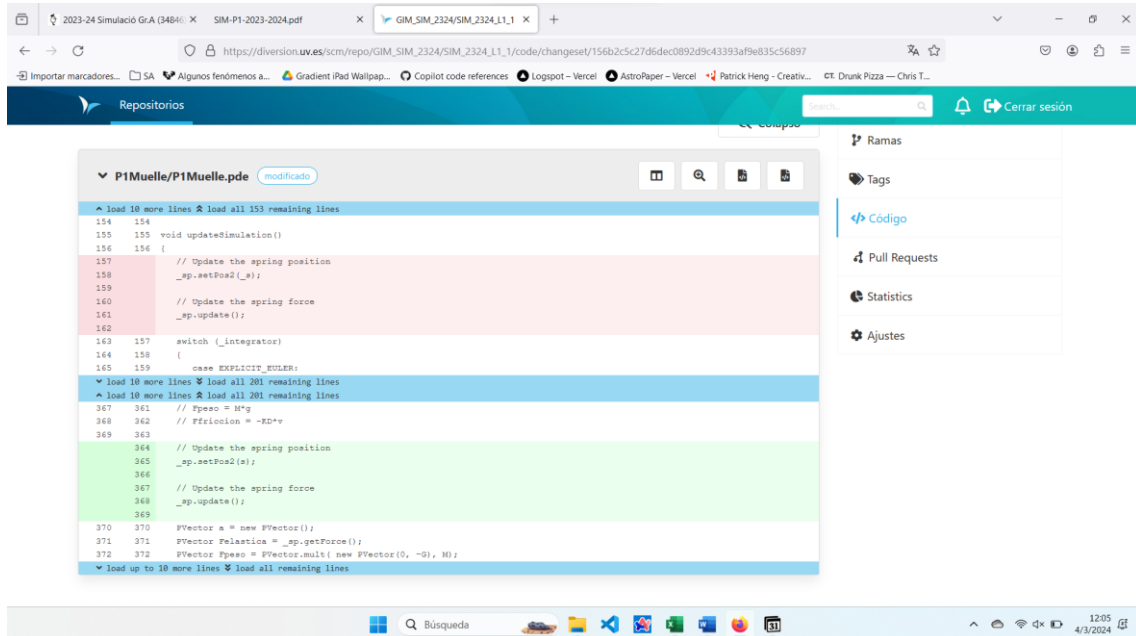 2023-24 Simulació Gr.A (34846)
SIM-P1-2023-2024.pdf
GIM_SIM_2324/SIM_2324_L1_1
https://diversion.uv.es/scm/repo/GIM_SIM_2324/SIM_2324_L1_1/code/changeset/156b2c5c27d6dec0892d9c43393af9e835c56897
Importar marcadores... SA Algunos fenómenos a... Gradient iPad Wallpap... Copilot code references Logspot – Vercel AstroPaper – Vercel Patrick Heng - Creativ... CT. Drunk Pizza — Chris T...
Repositorios
Search...
Cerrar sesión
Colapso
P1Muelle/P1Muelle.pde modificado
load 10 more lines load all 153 remaining lines
154 154
155 155 void updateSimulation()
156 156 {
157 // Update the spring position
158 _sp.setPos2(_s);
159
160 // Update the spring force
161 _sp.update();
162
163 157 switch (_integrator)
164 158 {
165 159 case EXPLICIT_EULER:
load 10 more lines load all 201 remaining lines
load 10 more lines load all 201 remaining lines
367 361 // Fpeso = M*g
368 362 // Ffriccion = -KD*v
369 363
364 // Update the spring position
365 _sp.setPos2(s);
366
367 // Update the spring force
368 _sp.update();
369
370 370 PVector a = new PVector();
371 371 PVector Felastica = _sp.getForce();
372 372 PVector Fpeso = PVector.mult( new PVector(0, -G), M);
load up to 10 more lines load all remaining lines
Ramas
Tags
</> Código
Pull Requests
Statistics
Ajustes
Búsqueda
31
12:05
4/3/2024